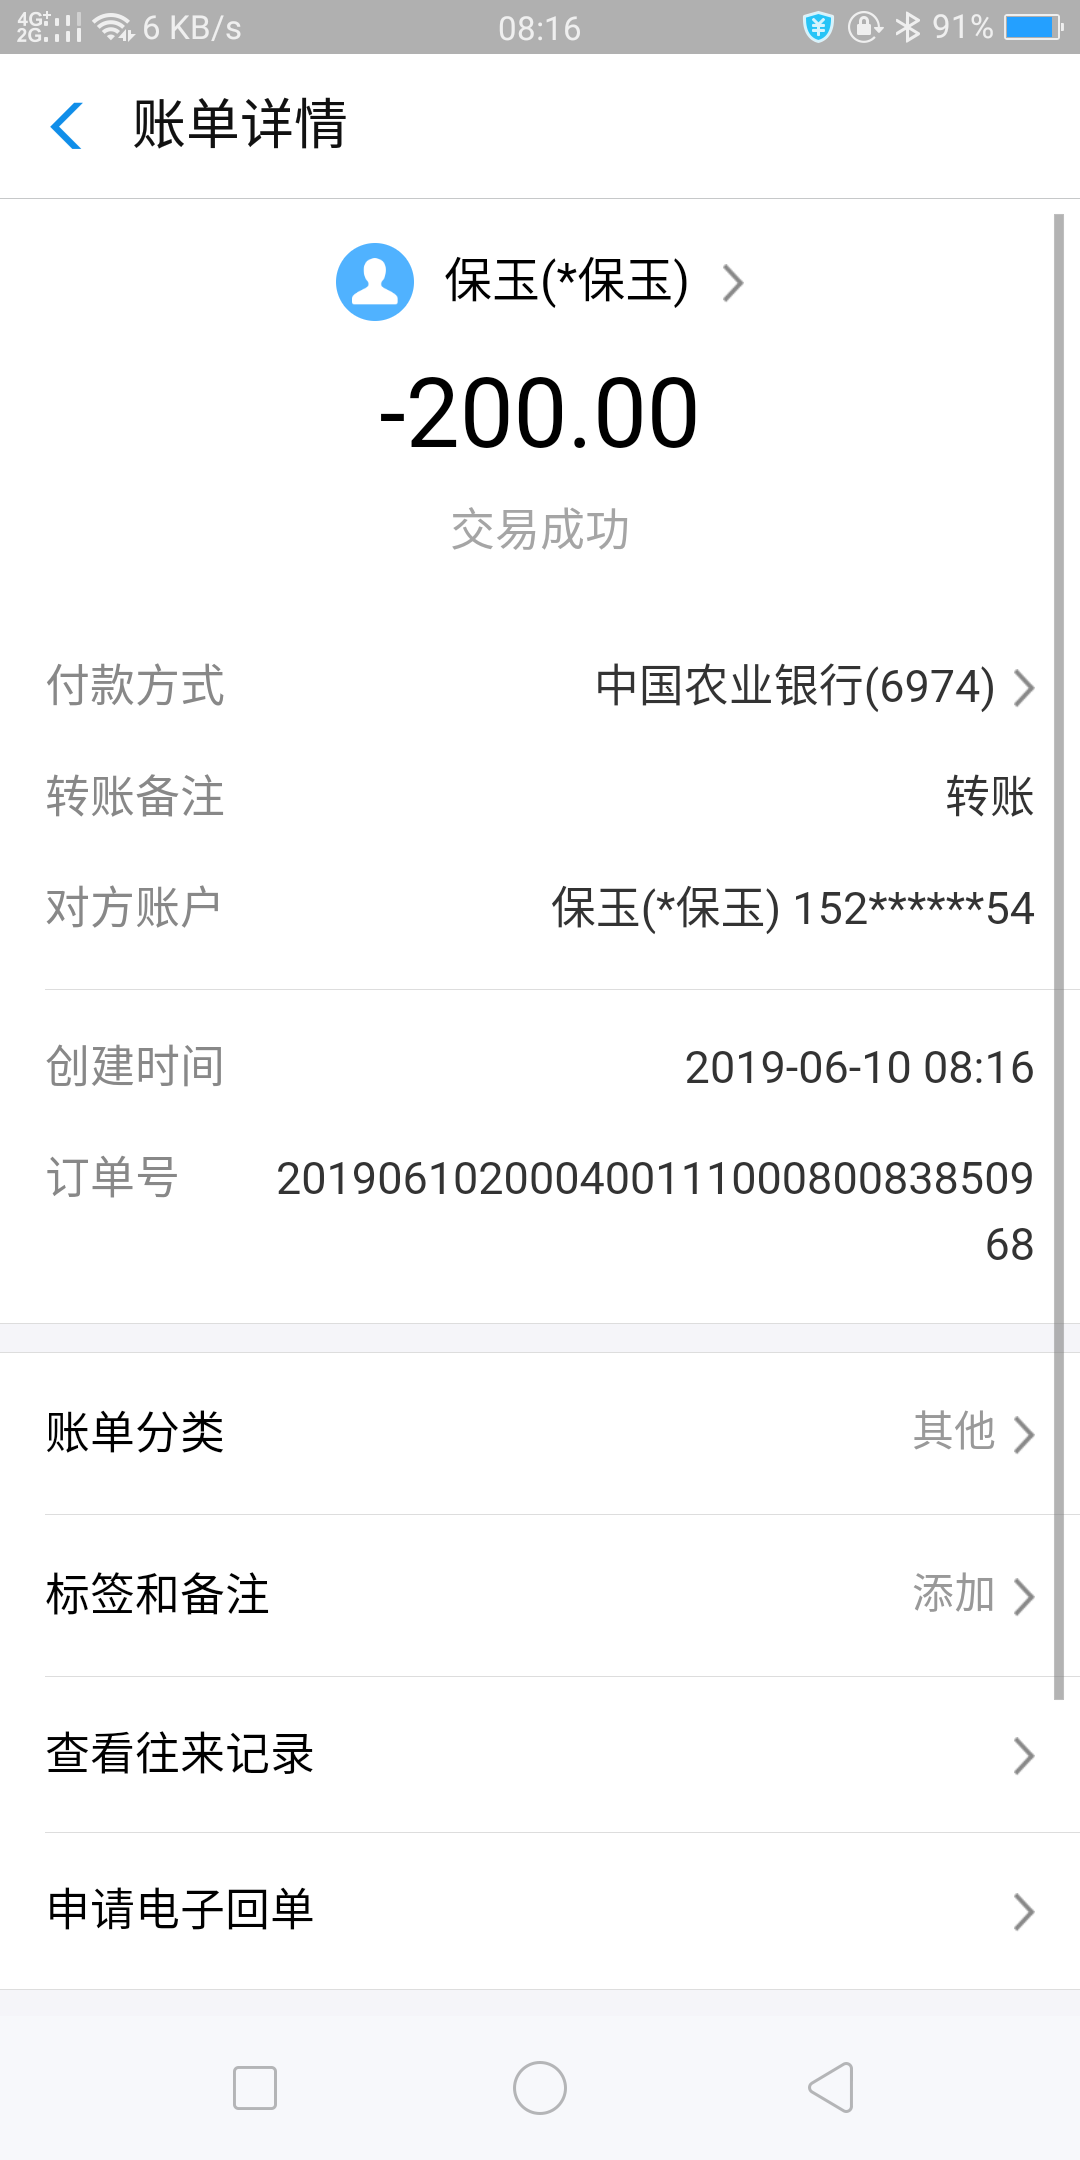 4G+ 2G 6 KB/s 08:16 91%
账单详情
保玉(*保玉)
-200.00
交易成功
付款方式 中国农业银行(6974)
转账备注 转账
对方账户 保玉(*保玉) 152******54
创建时间 2019-06-10 08:16
订单号 201906102000400111000800838509
68
账单分类 其他
标签和备注 添加
查看往来记录
申请电子回单